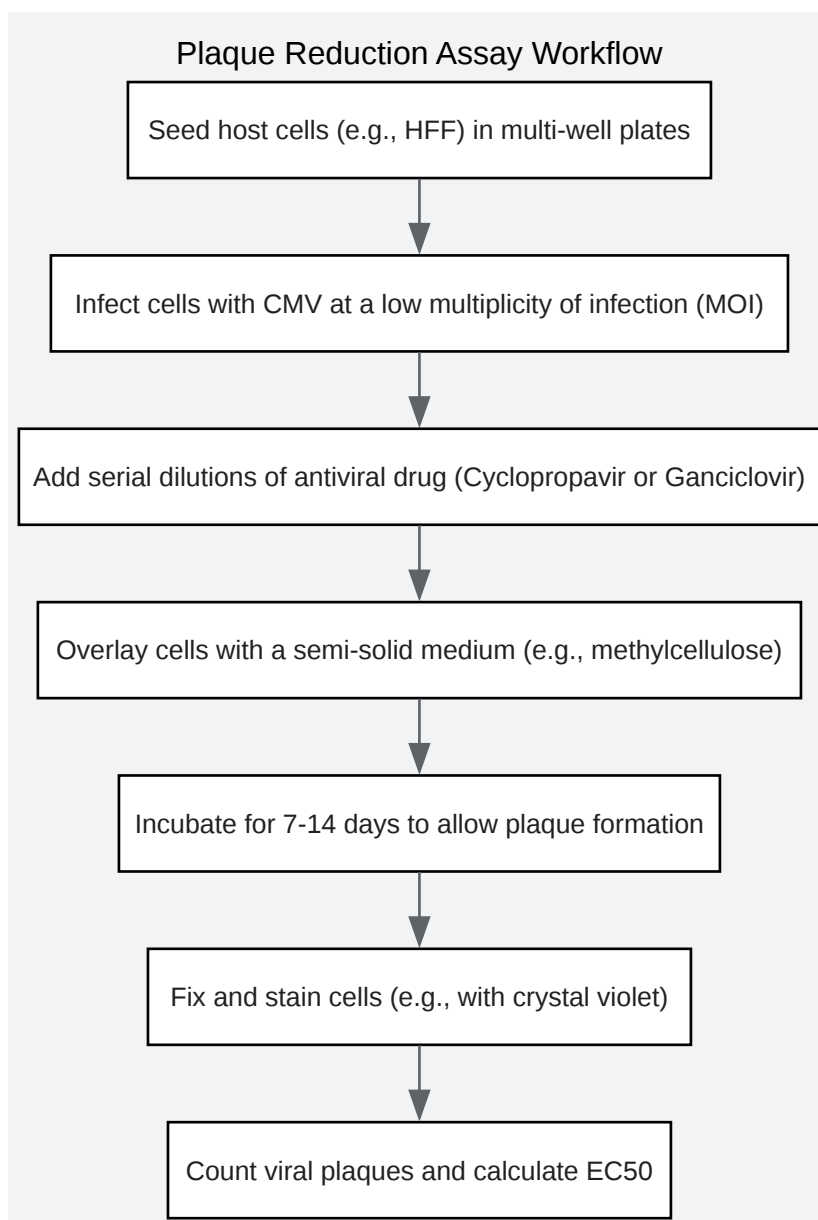 Plaque Reduction Assay Workflow
Seed host cells (e.g., HFF) in multi-well plates
Infect cells with CMV at a low multiplicity of infection (MOI)
Add serial dilutions of antiviral drug (Cyclopropavir or Ganciclovir)
Overlay cells with a semi-solid medium (e.g., methylcellulose)
Incubate for 7-14 days to allow plaque formation
Fix and stain cells (e.g., with crystal violet)
Count viral plaques and calculate EC50